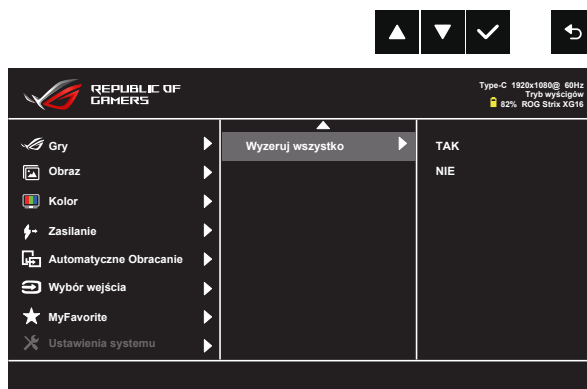 REPUBLIC OF
GAMERS
Type-C 1920x1080@ 60Hz
Tryb wyścigów
82% ROG Strix XG16
Gry
Obraz
Kolor
Zasilanie
Automatyczne Obracanie
Wybór wejścia
MyFavorite
Ustawienia systemu
Wyzeruj wszystko
TAK
NIE